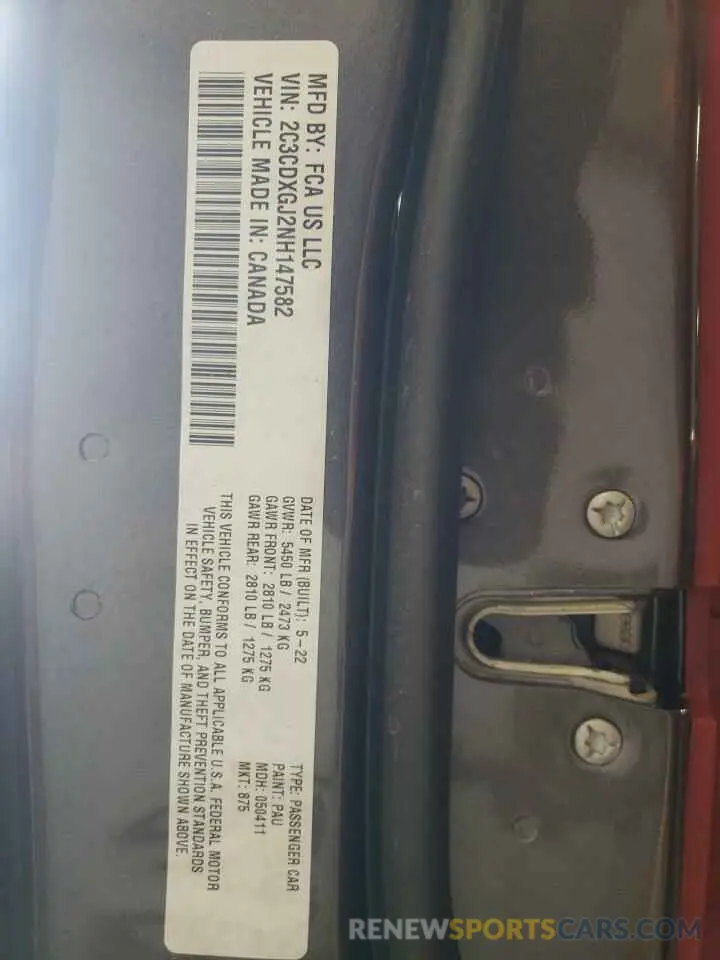 MFD BY: FCA US LLC
VIN: 2C3CDXGJ2NH147582
VEHICLE MADE IN: CANADA
DATE OF MFR (BUILT): 5-22
GVWR: 5450 LB / 2473 KG
GAWR FRONT: 2810 LB / 1275 KG
GAWR REAR: 2810 LB / 1275 KG
TYPE: PASSENGER CAR
PAINT: PAU
MDH: 050411
MKT: 875
THIS VEHICLE CONFORMS TO ALL APPLICABLE U.S.A. FEDERAL MOTOR
VEHICLE SAFETY, BUMPER, AND THEFT PREVENTION STANDARDS
IN EFFECT ON THE DATE OF MANUFACTURE SHOWN ABOVE.
RENEWSPORTSCARS.COM